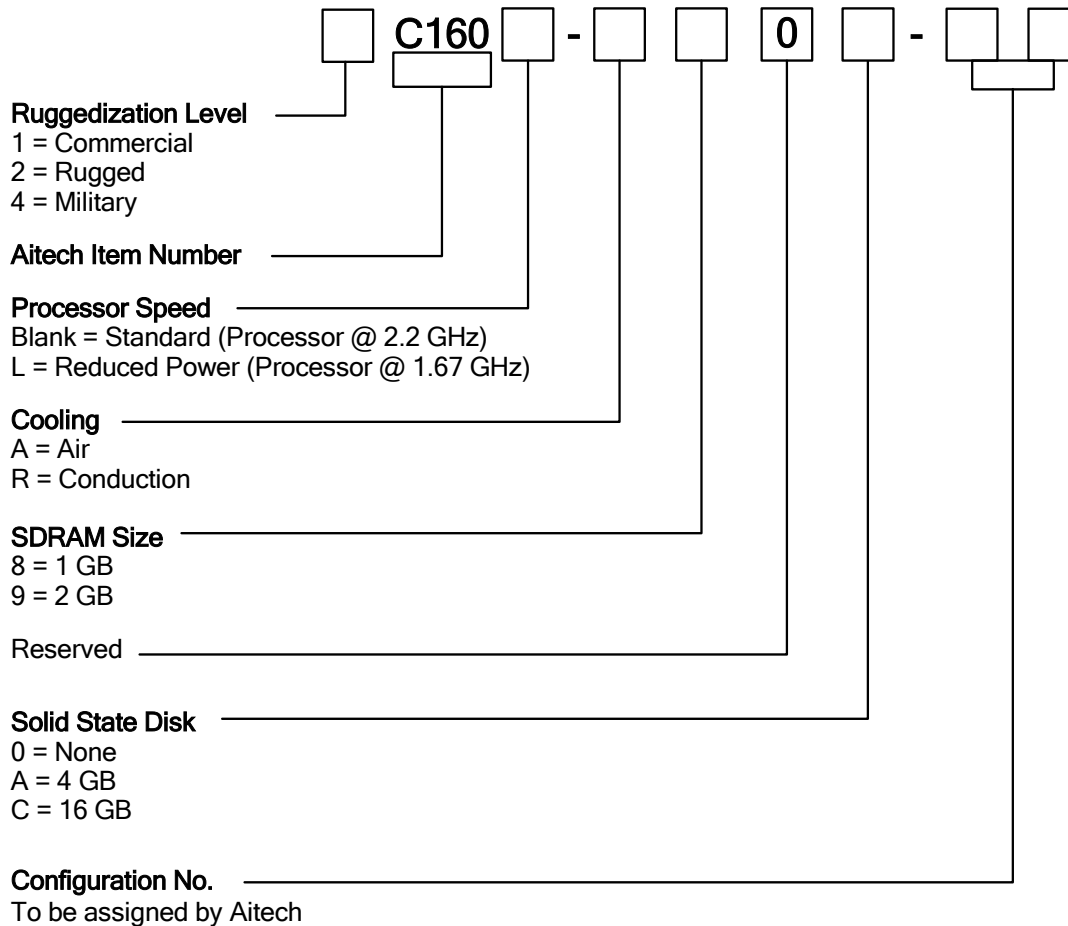 C160 - 0 -
Ruggedization Level
1 = Commercial
2 = Rugged
4 = Military
Aitech Item Number
Processor Speed
Blank = Standard (Processor @ 2.2 GHz)
L = Reduced Power (Processor @ 1.67 GHz)
Cooling
A = Air
R = Conduction
SDRAM Size
8 = 1 GB
9 = 2 GB
Reserved
Solid State Disk
0 = None
A = 4 GB
C = 16 GB
Configuration No.
To be assigned by Aitech